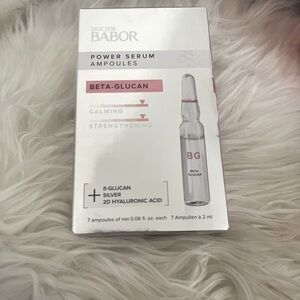 DOCTOR
BABOR
POWER SERUM
AMPOULES
BETA-GLUCAN
CALMING
STRENGTHENING
BG
BETA
GLUCAN
+ ß-GLUCAN
SILVER
2D HYALURONIC ACID
7 ampoules of net 0.06 fl. oz. each 7 Ampullen à 2 ml